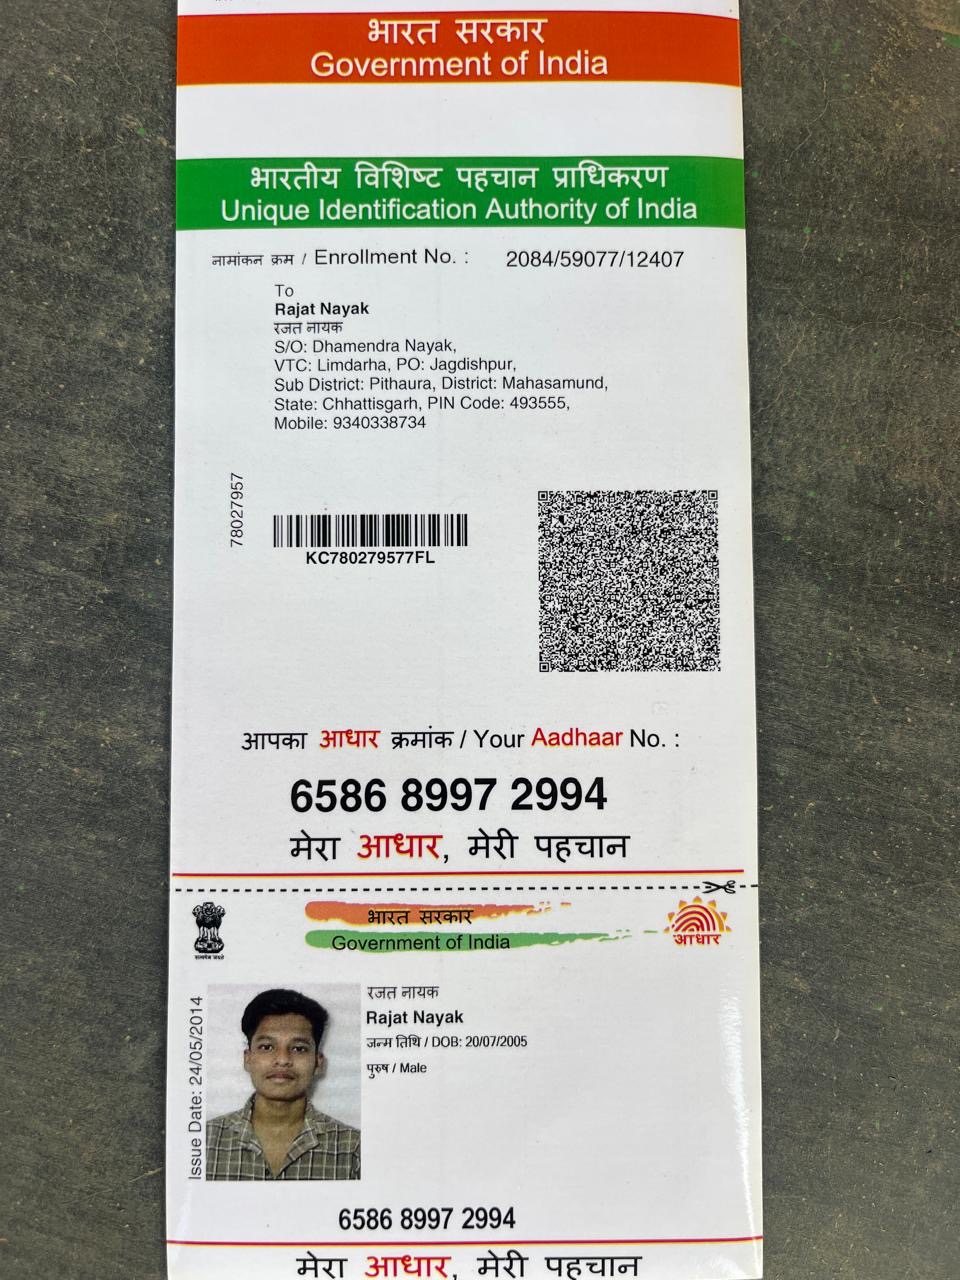 भारत सरकार
Government of India
भारतीय विशिष्ट पहचान प्राधिकरण
Unique Identification Authority of India
नामांकन क्रम / Enrollment No. : 2084/59077/12407
To
Rajat Nayak
रजत नायक
S/O: Dhamendra Nayak,
VTC: Limdarha, PO: Jagdishpur,
Sub District: Pithaura, District: Mahasamund,
State: Chhattisgarh, PIN Code: 493555,
Mobile: 9340338734
78027957
KC780279577FL
आपका आधार क्रमांक / Your Aadhaar No. :
6586 8997 2994
मेरा आधार, मेरी पहचान
भारत सरकार
Government of India
सत्यमेव जयते
आधार
Issue Date: 24/05/2014
रजत नायक
Rajat Nayak
जन्म तिथि / DOB: 20/07/2005
पुरुष / Male
6586 8997 2994
मेरा आधार, मेरी पहचान